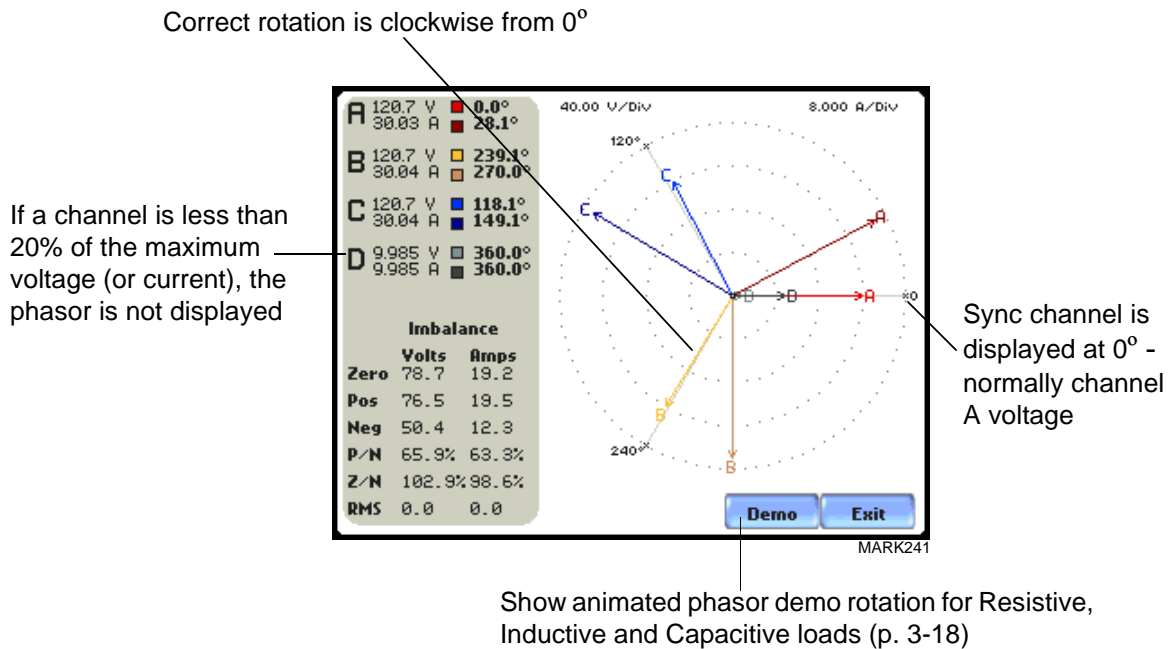 Correct rotation is clockwise from 0°
A 120.7 V 0.0°
30.03 A 28.1°
B 120.7 V 239.1°
30.04 A 270.0°
C 120.7 V 118.1°
30.04 A 149.1°
D 9.985 V 360.0°
9.985 A 360.0°
Imbalance
Volts Amps
Zero 78.7 19.2
Pos 76.5 19.5
Neg 50.4 12.3
P/N 65.9% 63.3%
Z/N 102.9% 98.6%
RMS 0.0 0.0
40.00 V/Div 8.000 A/Div
120°
C
C
A
D D A 0
B
240°
B
Demo Exit
MARK241
If a channel is less than
20% of the maximum
voltage (or current), the
phasor is not displayed
Sync channel is
displayed at 0° -
normally channel
A voltage
Show animated phasor demo rotation for Resistive,
Inductive and Capacitive loads (p. 3-18)